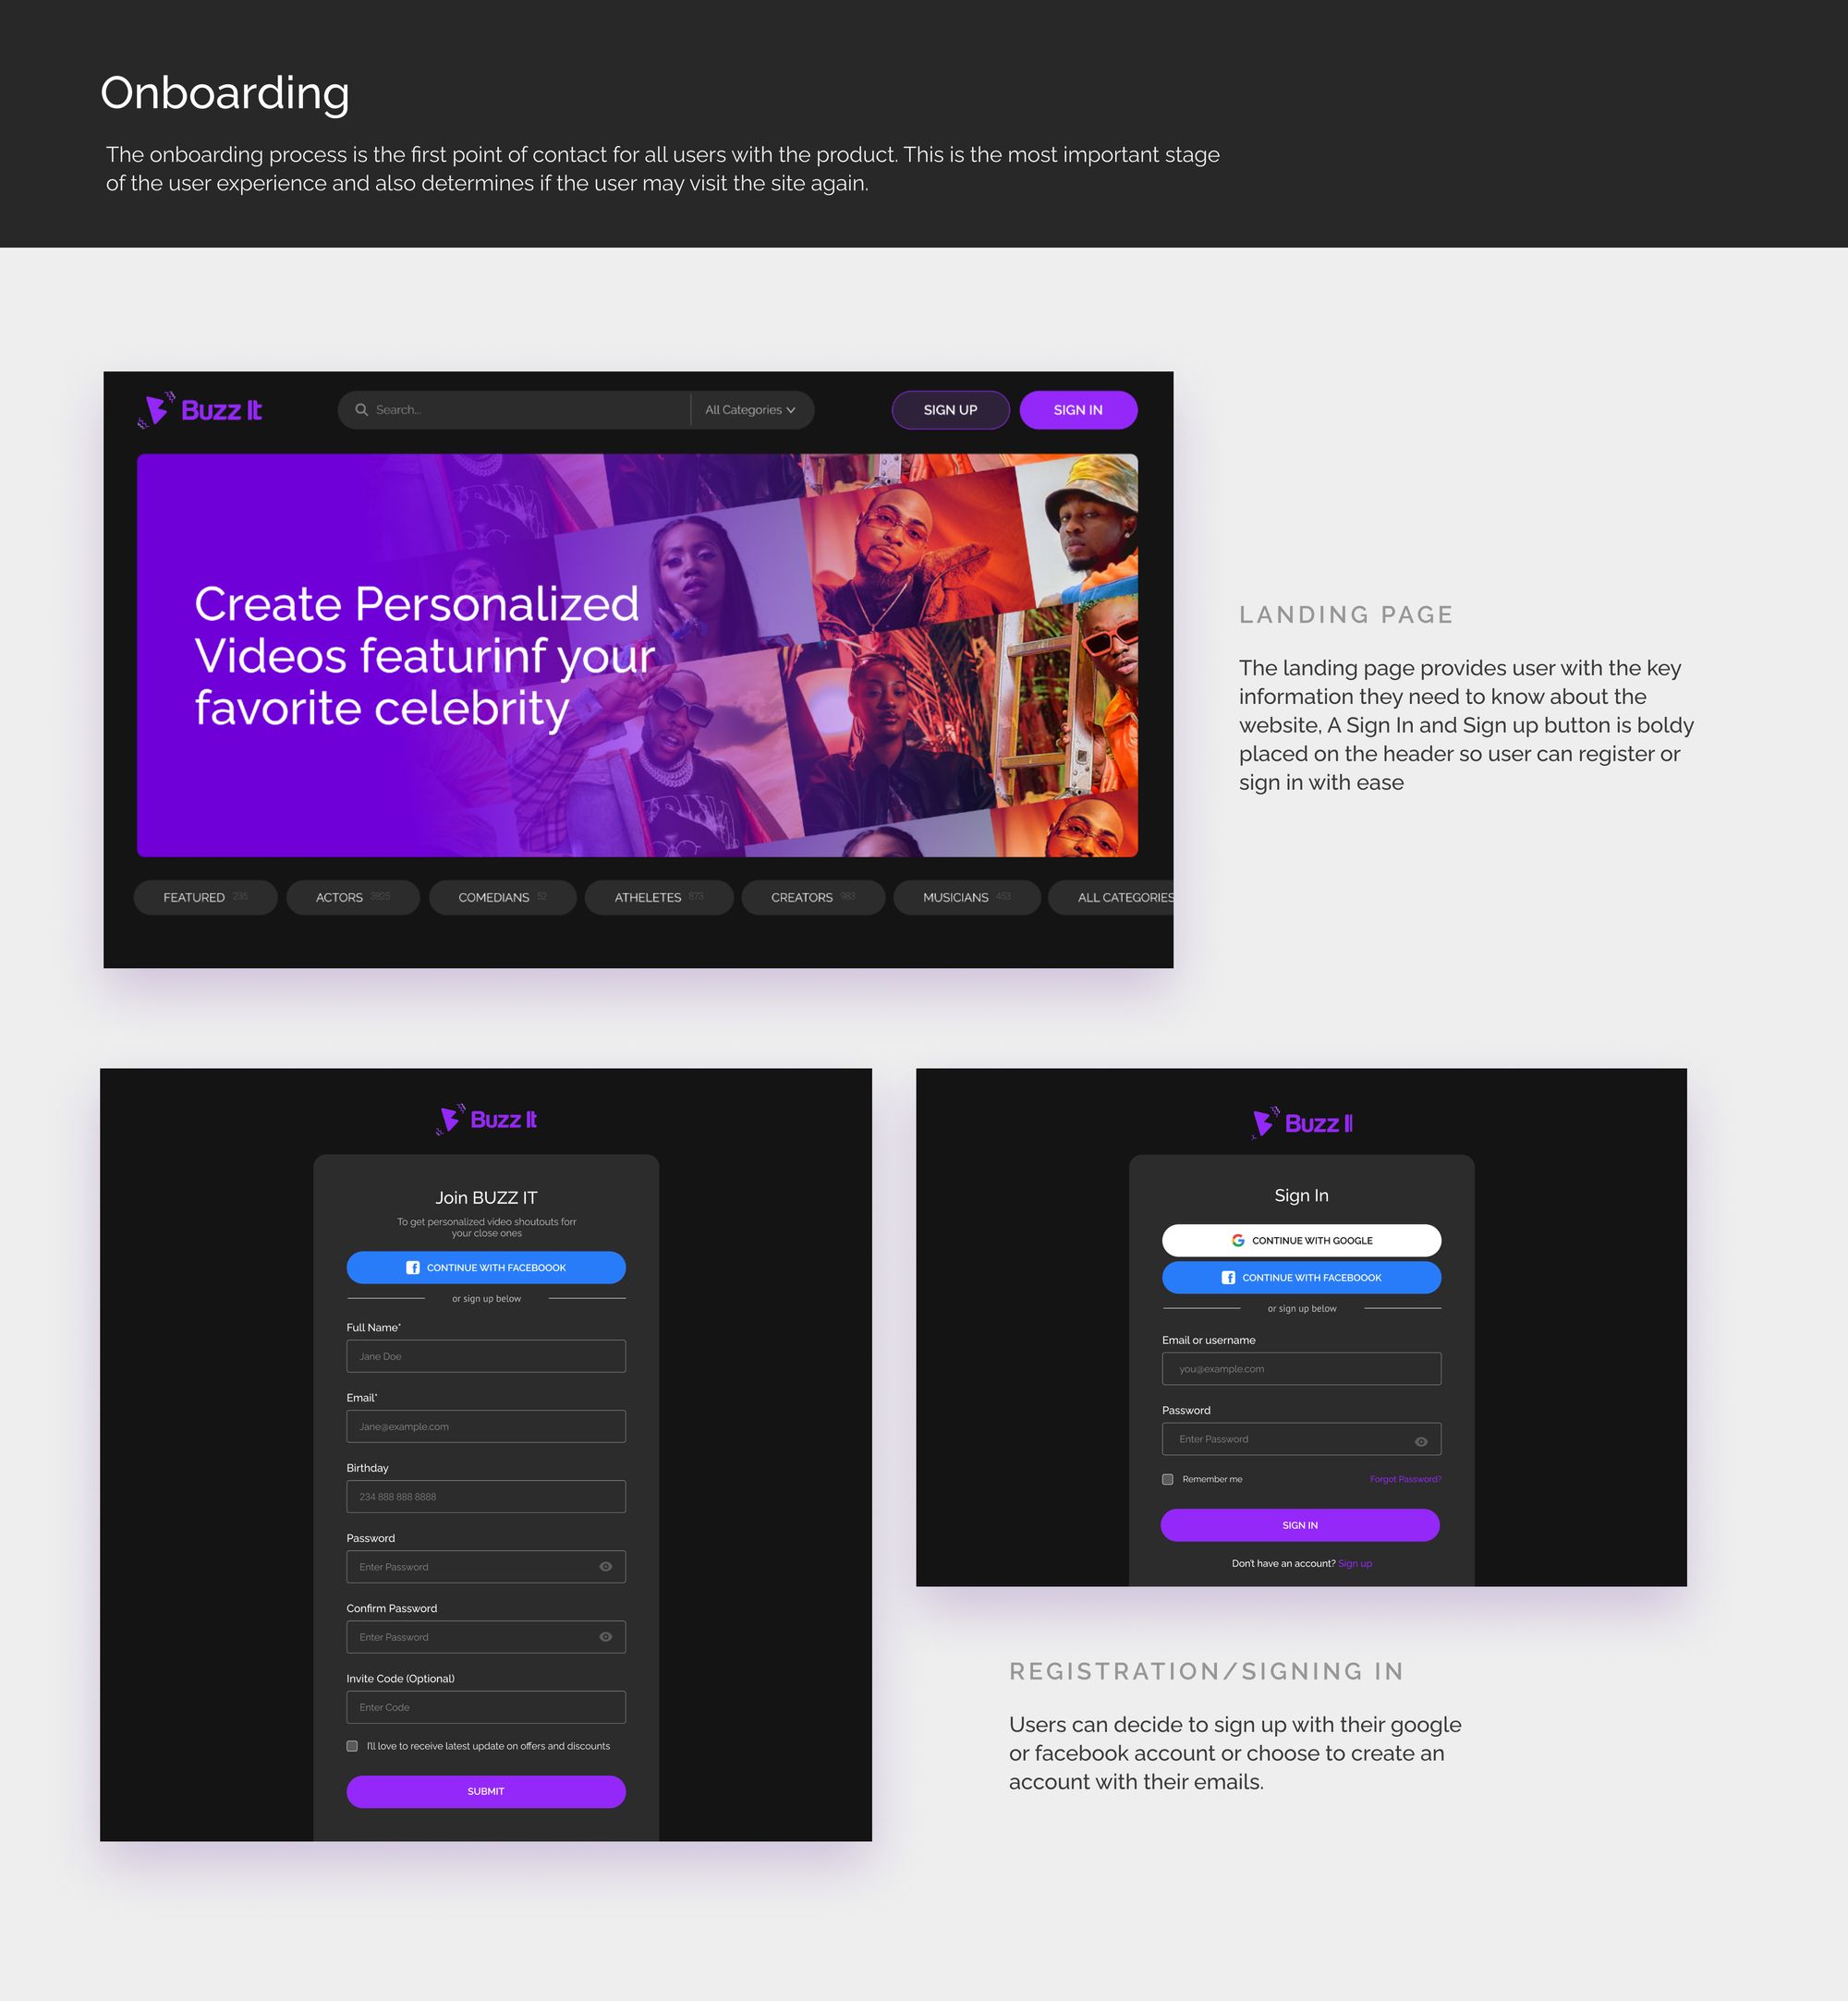 Onboarding
The onboarding process is the first point of contact for all users with the product. This is the most important stage
of the user experience and also determines if the user may visit the site again.
Buzz It
Search...
All Categories
SIGN UP
SIGN IN
Create Personalized
Videos featurinf your
favorite celebrity
FEATURED 235
ACTORS 3825
COMEDIANS 52
ATHELETES 873
CREATORS 983
MUSICIANS 453
ALL CATEGORIES
LANDING PAGE
The landing page provides user with the key
information they need to know about the
website, A Sign In and Sign up button is boldy
placed on the header so user can register or
sign in with ease
Buzz It
Join BUZZ IT
To get personalized video shoutouts forr
your close ones
CONTINUE WITH FACEBOOOK
or sign up below
Full Name*
Jane Doe
Email*
Jane@example.com
Birthday
234 888 888 8888
Password
Enter Password
Confirm Password
Enter Password
Invite Code (Optional)
Enter Code
I'll love to receive latest update on offers and discounts
SUBMIT
Buzz I
Sign In
CONTINUE WITH GOOGLE
CONTINUE WITH FACEBOOOK
or sign up below
Email or username
you@example.com
Password
Enter Password
Remember me
Forgot Password?
SIGN IN
Don't have an account? Sign up
REGISTRATION/SIGNING IN
Users can decide to sign up with their google
or facebook account or choose to create an
account with their emails.